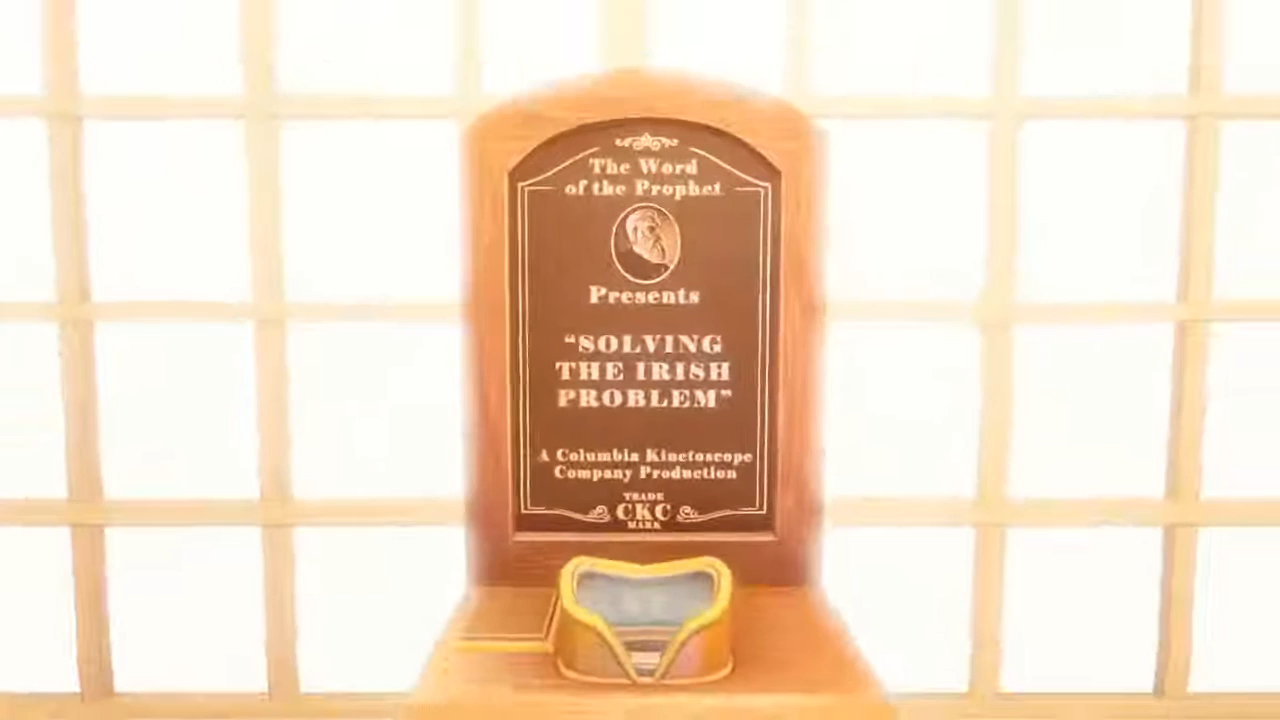 The Word
of the Prophet
Presents
“SOLVING
THE IRISH
PROBLEM”
A Columbia Kinetoscope
Company Production
TRADE
CKC
MARK